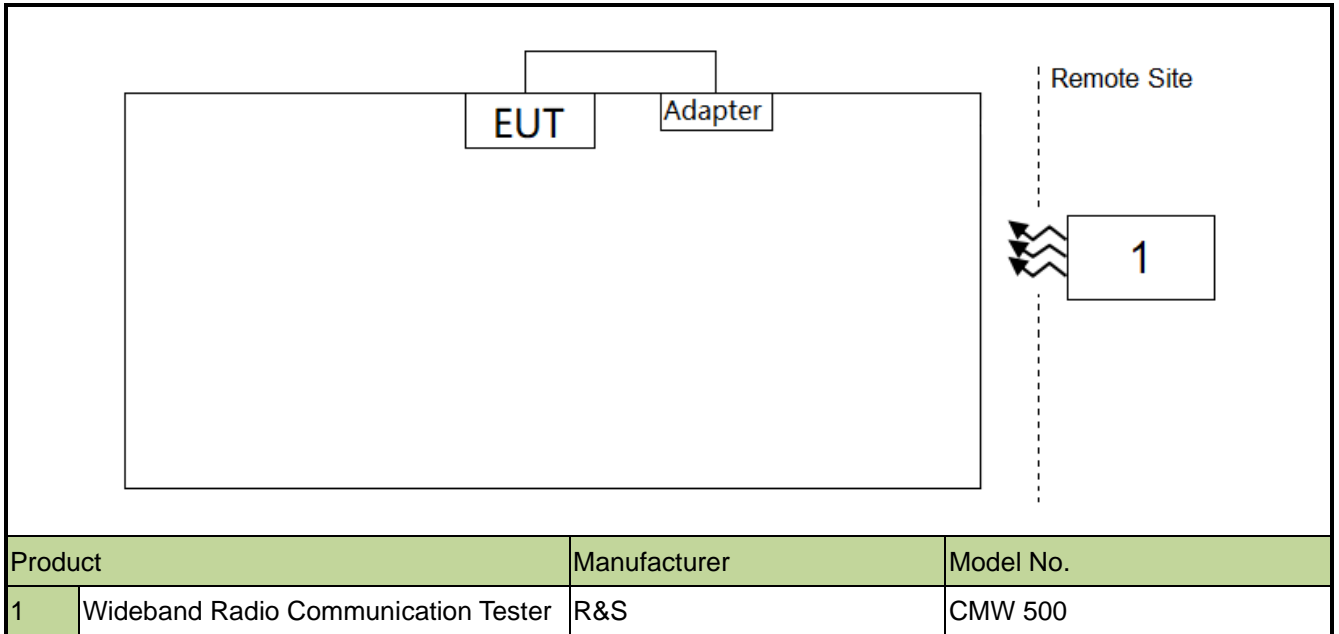 Remote Site
EUT
Adapter
1
Product Manufacturer Model No.
1 Wideband Radio Communication Tester R&S CMW 500